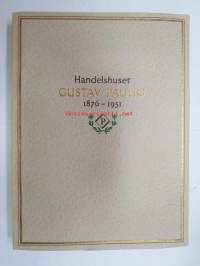 Handelshuset
GUSTAV PAULIG
1876 – 1951
P